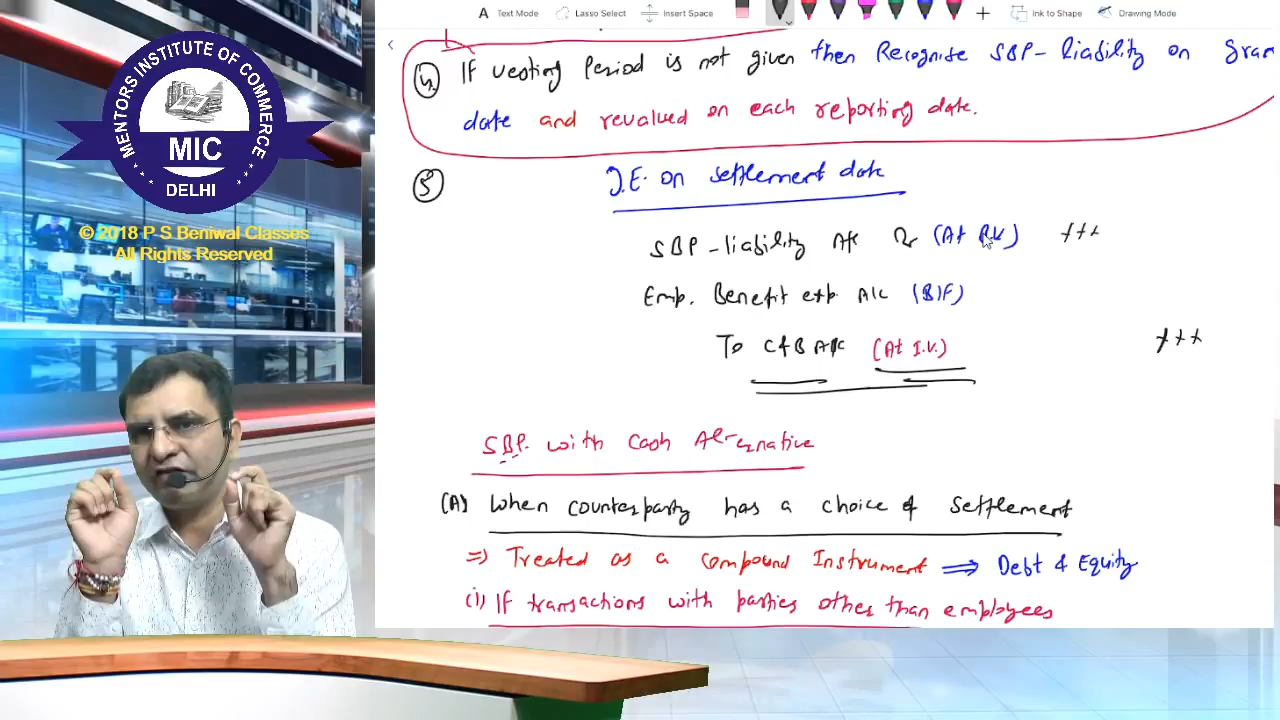 A Text Mode Lasso Select Insert Space + Ink to Shape Drawing Mode
MENTORS INSTITUTE OF COMMERCE
MIC
DELHI
© 2018 P S Beniwal Classes
All Rights Reserved
(4) If vesting Period is not given then Recognise SBP-liability on Gran
date and revalued on each reporting date.
(5) J.E. on settlement date
SBP-liability A/c Dr (At B.V) +++
Emp. Benefit exp. A/c (B/F)
To C&B A/c (At I.V.) +++
SBP. with Cash Alternative
(A) When counterparty has a choice of settlement
=) Treated as a compound Instrument ⟹ Debt & Equity
(i) If transactions with parties other than employees